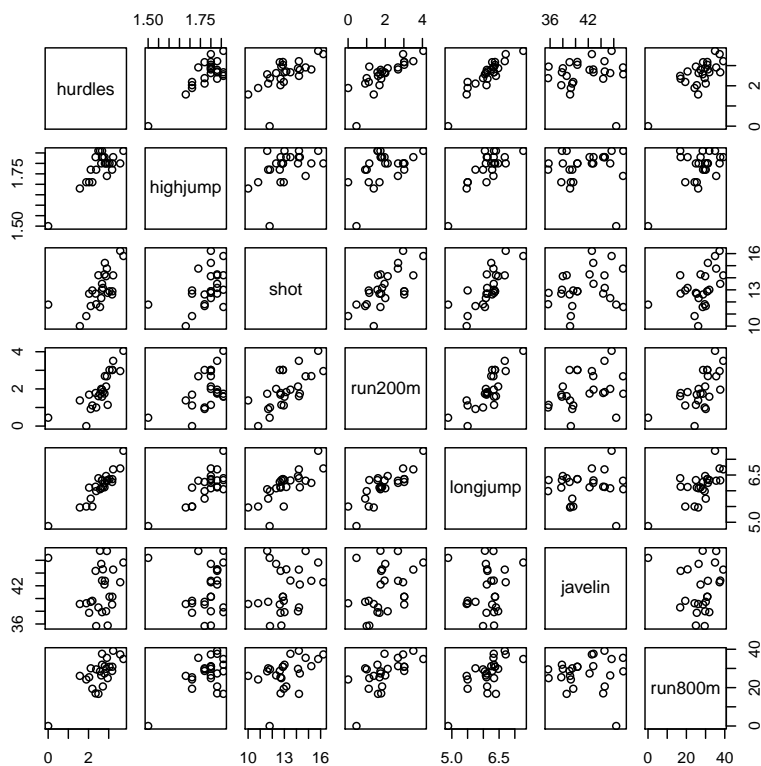 1.50 1.75 0 2 4 36 42
hurdles 0 2
1.50 1.75 highjump
shot 10 13 16
0 2 4 run200m
longjump 5.0 6.5
36 42 javelin
run800m 0 20 40
0 2 10 13 16 5.0 6.5 0 20 40